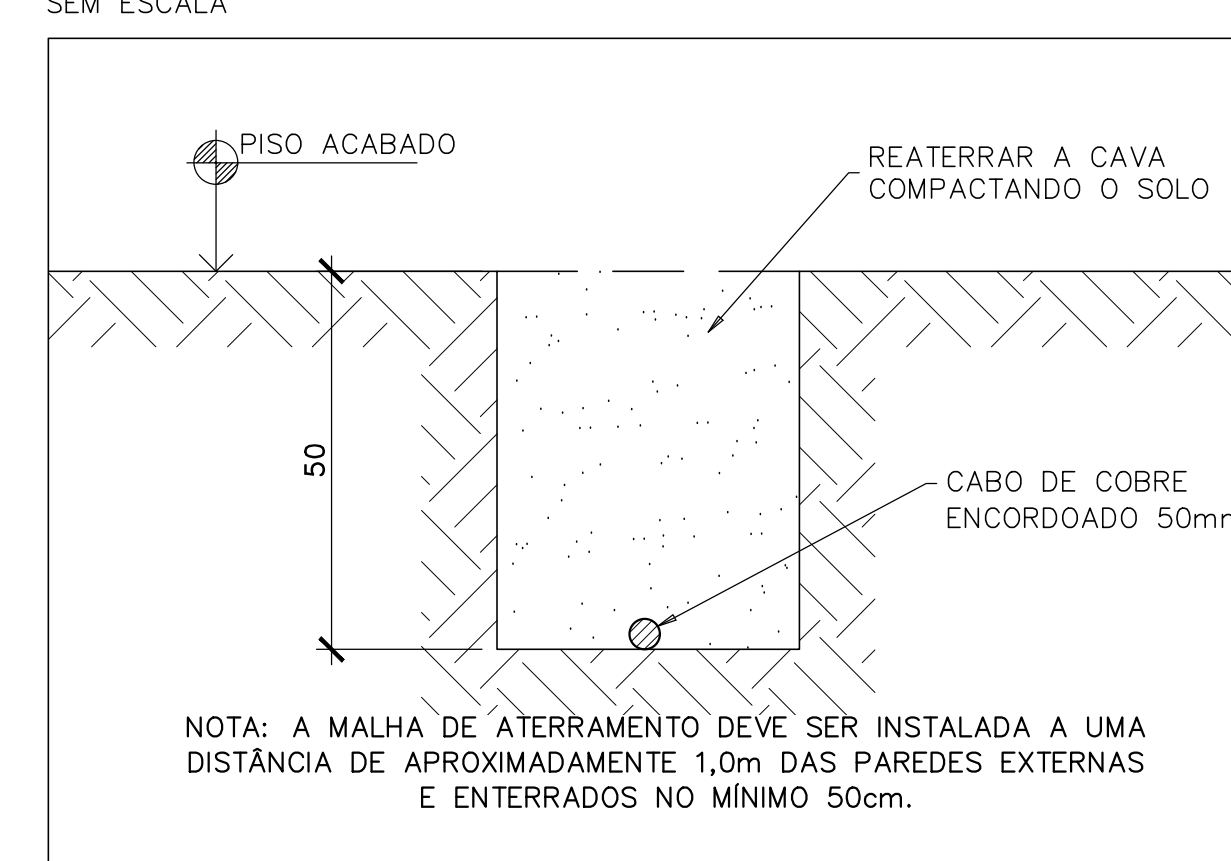 SEM ESCALA
PISO ACABADO
REATERRAR A CAVA
COMPACTANDO O SOLO
50
CABO DE COBRE
ENCORDOADO
NOTA: A MALHA DE ATERRAMENTO DEVE SER INSTALADA A UMA
DISTÂNCIA DE APROXIMADAMENTE 1,0m DAS PAREDES EXTERNAS
E ENTERRADOS NO MÍNIMO 50cm.